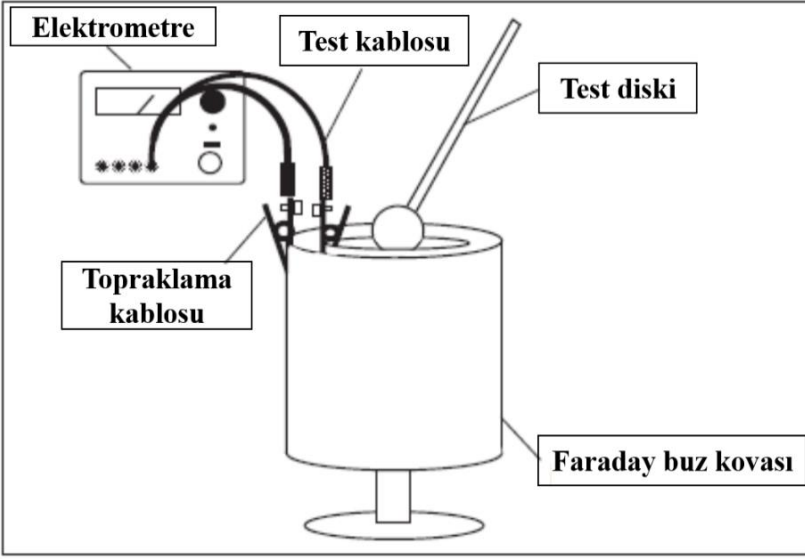 Elektrometre
Test kablosu
Test diski
Topraklama
kablosu
Faraday buz kovası